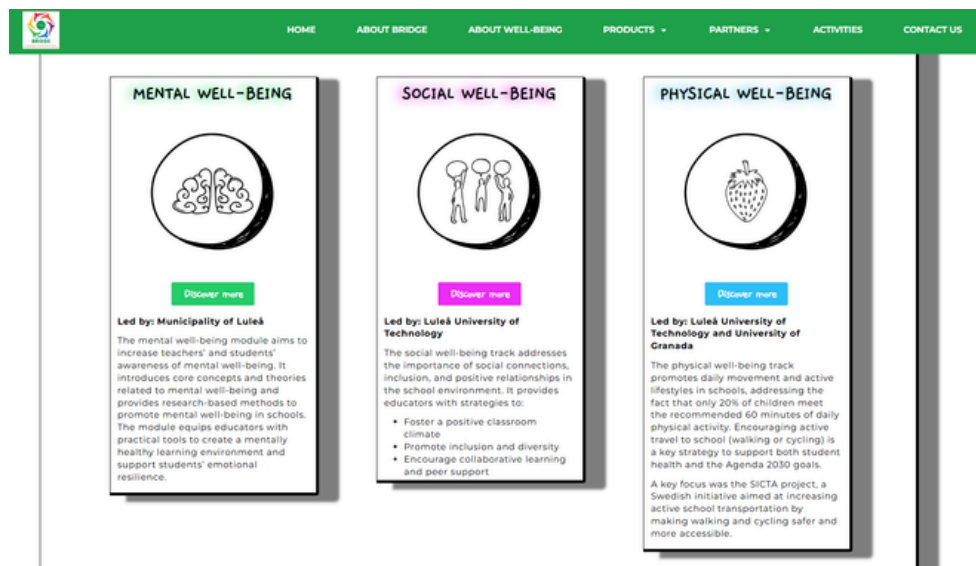 BRIDGE
HOME
ABOUT BRIDGE
ABOUT WELL-BEING
PRODUCTS
PARTNERS
ACTIVITIES
CONTACT US
MENTAL WELL-BEING
Discover more
Led by: Municipality of Luleå
The mental well-being module aims to
increase teachers' and students'
awareness of mental well-being. It
introduces core concepts and theories
related to mental well-being and
provides research-based methods to
promote mental well-being in schools.
The module equips educators with
practical tools to create a mentally
healthy learning environment and
support students' emotional
resilience.
SOCIAL WELL-BEING
Discover more
Led by: Luleå University of
Technology
The social well-being track addresses
the importance of social connections,
inclusion, and positive relationships in
the school environment. It provides
educators with strategies to:
• Foster a positive classroom
climate
• Promote inclusion and diversity
• Encourage collaborative learning
and peer support
PHYSICAL WELL-BEING
Discover more
Led by: Luleå University of
Technology and University of
Granada
The physical well-being track
promotes daily movement and active
lifestyles in schools, addressing the
fact that only 20% of children meet
the recommended 60 minutes of daily
physical activity. Encouraging active
travel to school (walking or cycling) is
a key strategy to support both student
health and the Agenda 2030 goals.
A key focus was the SICTA project, a
Swedish initiative aimed at increasing
active school transportation by
making walking and cycling safer and
more accessible.